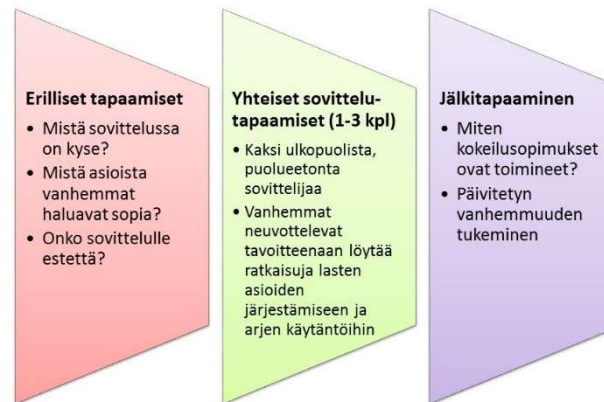 Erilliset tapaamiset
• Mistä sovittelussa
on kyse?
• Mistä asioista
vanhemmat
haluavat sopia?
• Onko sovittelulle
estettä?
Yhteiset sovittelu-
tapaamiset (1-3 kpl)
• Kaksi ulkopuolista,
puolueetonta
sovittelijaa
• Vanhemmat
neuvottelevat
tavoitteenaan löytää
ratkaisuja lasten
asioiden
järjestämiseen ja
arjen käytäntöihin
Jälkitapaaminen
• Miten
kokeilusopimukset
ovat toimineet?
• Päivitetyn
vanhemmuuden
tukeminen